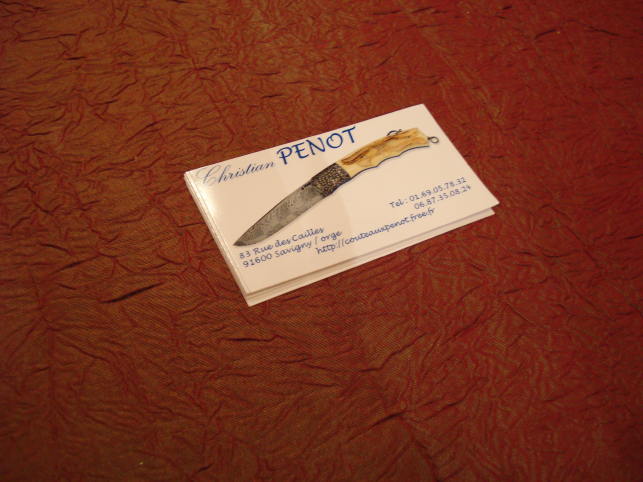 Christian PENOT
83 Rue des Cailles
91600 Savigny / orge
Tel : 01.69.05.78.32
06.87.35.08.24
http://couteauxpenot.free.fr